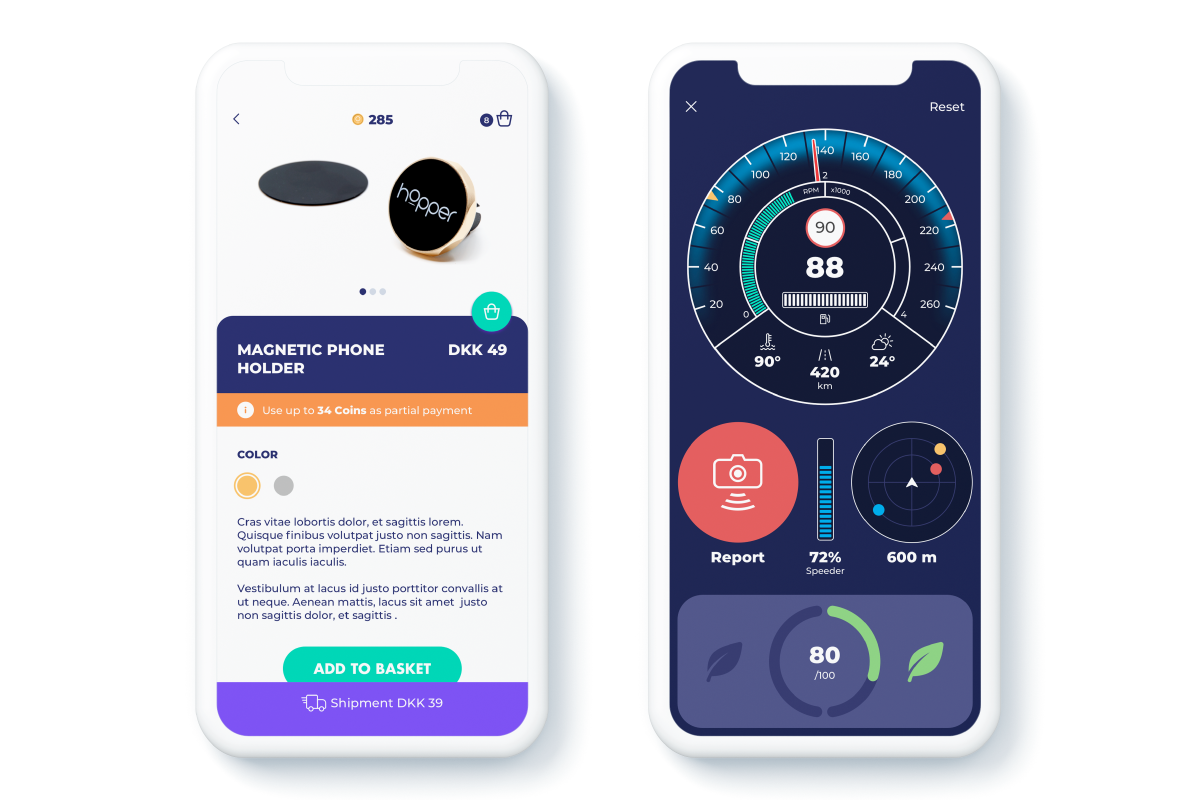 285
8
hopper
MAGNETIC PHONE
HOLDER
DKK 49
i
Use up to 34 Coins as partial payment
COLOR
Cras vitae lobortis dolor, et sagittis lorem.
Quisque finibus volutpat justo non sagittis. Nam
volutpat porta imperdiet. Etiam sed purus ut
quam iaculis iaculis.
Vestibulum at lacus id justo porttitor convallis at
ut neque. Aenean mattis, lacus sit amet  justo
non sagittis dolor, et sagittis .
ADD TO BASKET
Shipment DKK 39
Reset
20
40
60
80
100
120
140
160
180
200
220
240
260
RPM
x1000
0
2
4
90
88
90°
420
km
24°
Report
72%
Speeder
600 m
80
/100